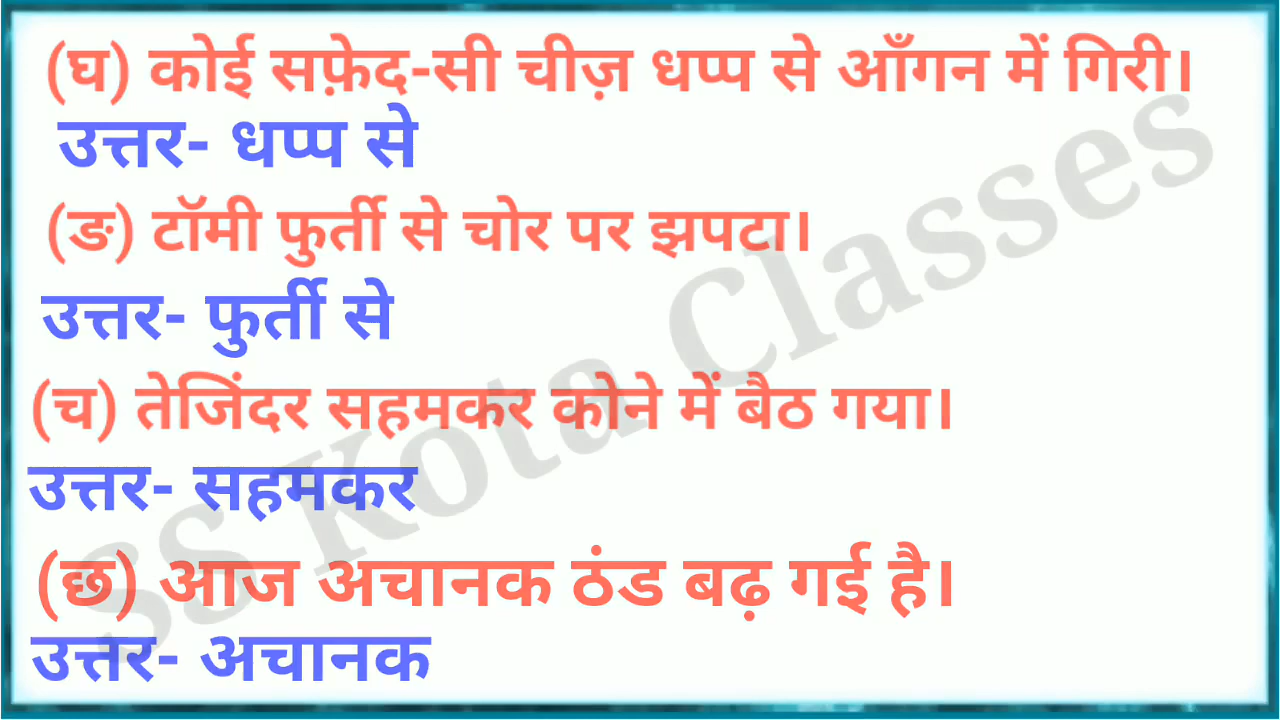 (घ) कोई सफ़ेद-सी चीज़ धप्प से आँगन में गिरी।
उत्तर- धप्प से
(ङ) टॉमी फुर्ती से चोर पर झपटा।
उत्तर- फुर्ती से
(च) तेजिंदर सहमकर कोने में बैठ गया।
उत्तर- सहमकर
(छ) आज अचानक ठंड बढ़ गई है।
उत्तर- अचानक
SS Kota Classes